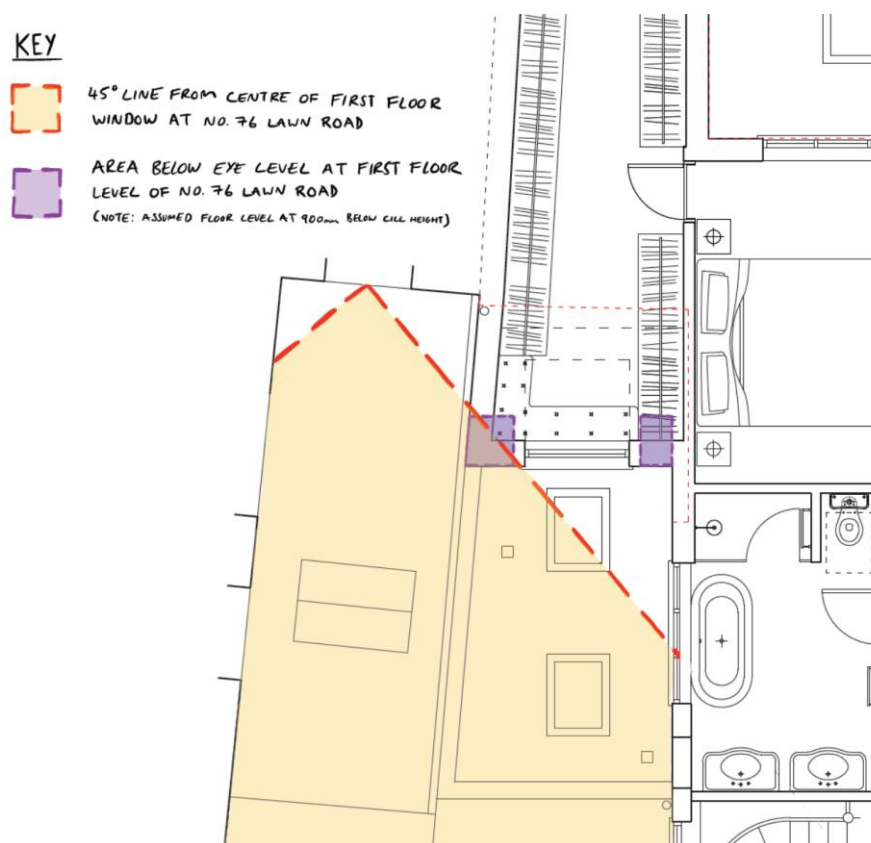 KEY
45° LINE FROM CENTRE OF FIRST FLOOR
WINDOW AT NO. 76 LAWN ROAD
AREA BELOW EYE LEVEL AT FIRST FLOOR
LEVEL OF NO. 76 LAWN ROAD
(NOTE: ASSUMED FLOOR LEVEL AT 900mm BELOW CILL HEIGHT)